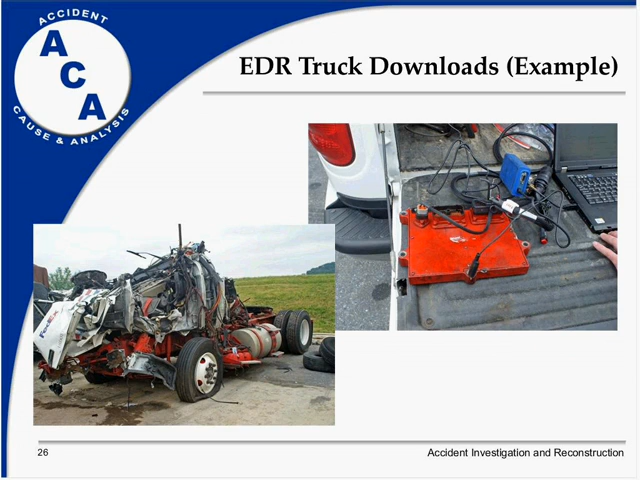 ACCIDENT
A
C
A
CAUSE & ANALYSIS
EDR Truck Downloads (Example)
26
Accident Investigation and Reconstruction